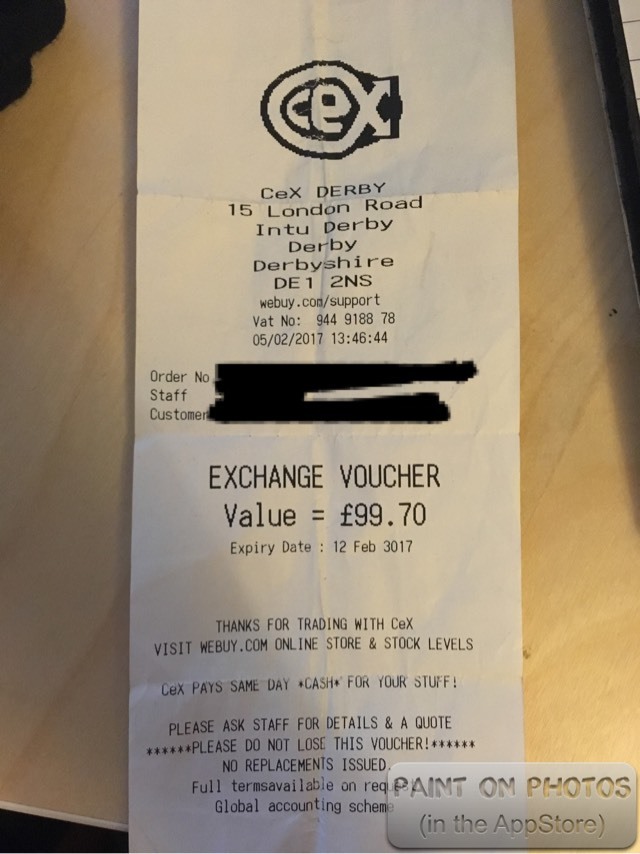 CeX
CeX DERBY
15 London Road
Intu Derby
Derby
Derbyshire
DE1 2NS
webuy.com/support
Vat No: 944 9188 78
05/02/2017 13:46:44
Order No
Staff
Customer
EXCHANGE VOUCHER
Value = £99.70
Expiry Date : 12 Feb 3017
THANKS FOR TRADING WITH CeX
VISIT WEBUY.COM ONLINE STORE & STOCK LEVELS
CeX PAYS SAME DAY *CASH* FOR YOUR STUFF!
PLEASE ASK STAFF FOR DETAILS & A QUOTE
******PLEASE DO NOT LOSE THIS VOUCHER!******
NO REPLACEMENTS ISSUED.
Full termsavailable on
Global accounting scheme
PAINT ON PHOTOS
(in the AppStore)